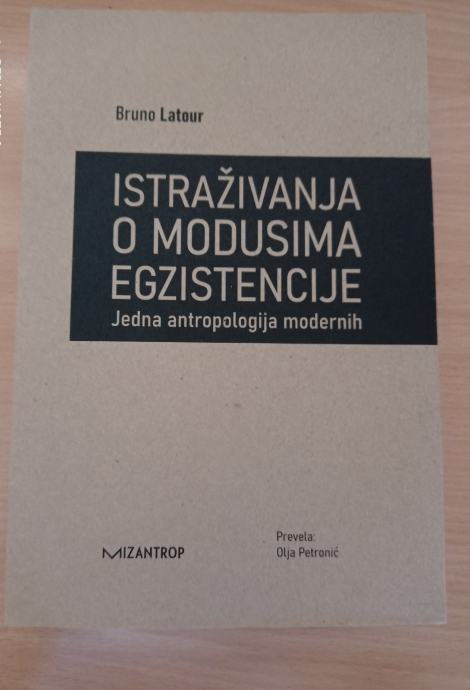 Bruno Latour
ISTRAŽIVANJA
O MODUSIMA
EGZISTENCIJE
Jedna antropologija modernih
MIZANTROP
Prevela:
Olja Petronić